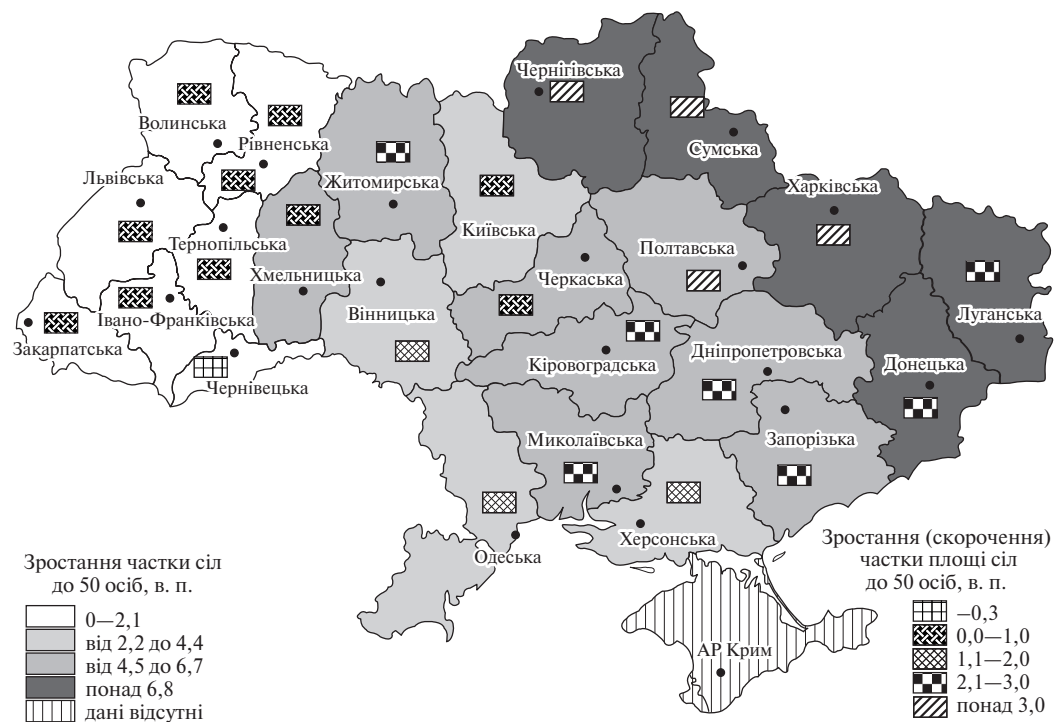 Чернігівська
Волинська
Рівненська
Сумська
Львівська
Житомирська
Харківська
Київська
Тернопільська
Полтавська
Хмельницька
Черкаська
Вінницька
Івано-Франківська
Луганська
Закарпатська
Дніпропетровська
Кіровоградська
Донецька
Чернівецька
Миколаївська
Запорізька
Херсонська
Одеська
АР Крим
Зростання частки сіл
до 50 осіб, в. п.
0—2,1
від 2,2 до 4,4
від 4,5 до 6,7
понад 6,8
дані відсутні
Зростання (скорочення)
частки площі сіл
до 50 осіб, в. п.
–0,3
0,0—1,0
1,1—2,0
2,1—3,0
понад 3,0